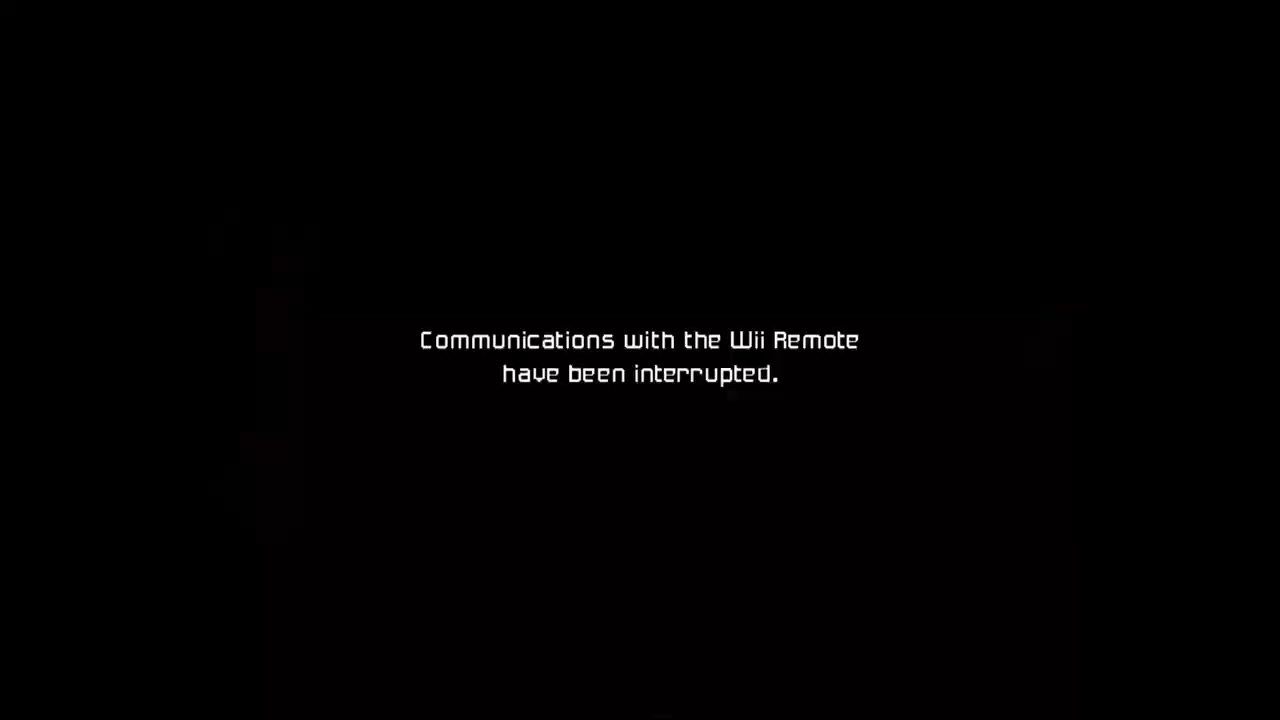 Communications with the Wii Remote
have been interrupted.